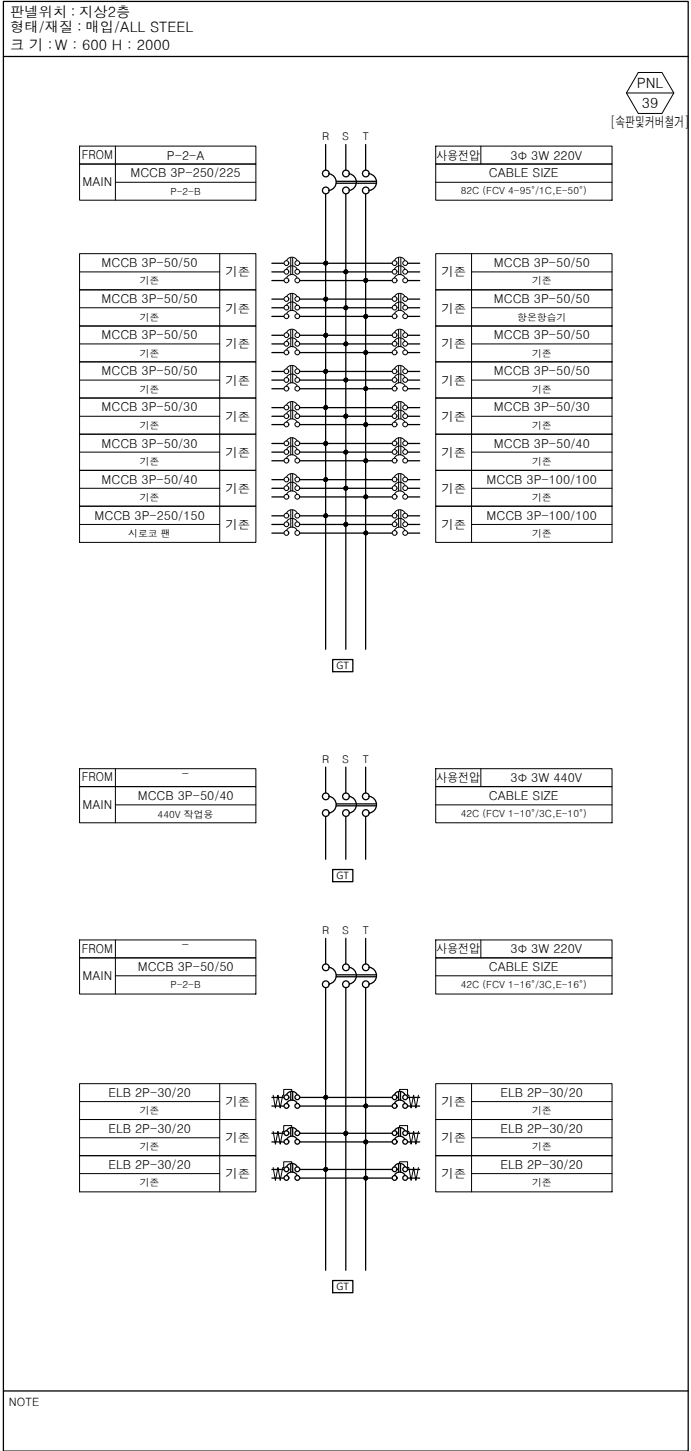 판넬위치 : 지상2층
형태/재질 : 매입/ALL STEEL
크 기 : W : 600 H : 2000
PNL
39
[속판및커버철거]
R S T
FROM P-2-A
MAIN MCCB 3P-250/225
P-2-B
사용전압 3Φ 3W 220V
CABLE SIZE
82C (FCV 4-95°/1C,E-50°)
MCCB 3P-50/50 기존
기존
기존 MCCB 3P-50/50
기존
MCCB 3P-50/50 기존
기존
기존 MCCB 3P-50/50
항온항습기
MCCB 3P-50/50 기존
기존
기존 MCCB 3P-50/50
기존
MCCB 3P-50/50 기존
기존
기존 MCCB 3P-50/50
기존
MCCB 3P-50/30 기존
기존
기존 MCCB 3P-50/30
기존
MCCB 3P-50/30 기존
기존
기존 MCCB 3P-50/40
기존
MCCB 3P-50/40 기존
기존
기존 MCCB 3P-100/100
기존
MCCB 3P-250/150 기존
시로코 팬
기존 MCCB 3P-100/100
기존
GT
R S T
FROM -
MAIN MCCB 3P-50/40
440V 작업용
사용전압 3Φ 3W 440V
CABLE SIZE
42C (FCV 1-10°/3C,E-10°)
GT
R S T
FROM -
MAIN MCCB 3P-50/50
P-2-B
사용전압 3Φ 3W 220V
CABLE SIZE
42C (FCV 1-16°/3C,E-16°)
ELB 2P-30/20 기존
기존
기존 ELB 2P-30/20
기존
ELB 2P-30/20 기존
기존
기존 ELB 2P-30/20
기존
ELB 2P-30/20 기존
기존
기존 ELB 2P-30/20
기존
GT
NOTE